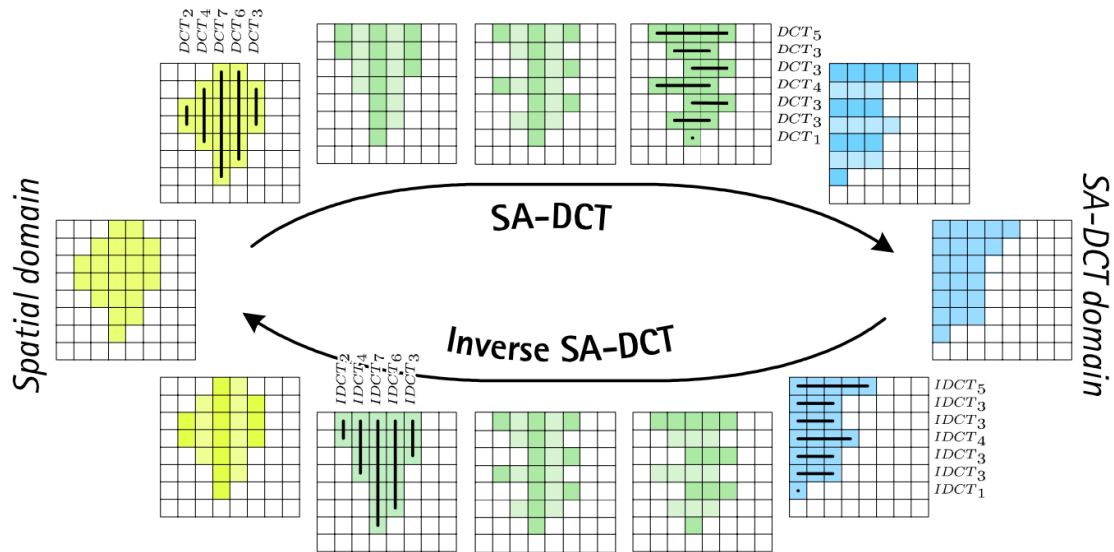 DCT2
DCT4
DCT7
DCT6
DCT3
DCT5
DCT3
DCT3
DCT4
DCT3
DCT3
DCT1
SA-DCT
Spatial domain
SA-DCT domain
Inverse SA-DCT
IDCT2
IDCT4
IDCT7
IDCT6
IDCT3
IDCT5
IDCT3
IDCT3
IDCT4
IDCT3
IDCT3
IDCT1